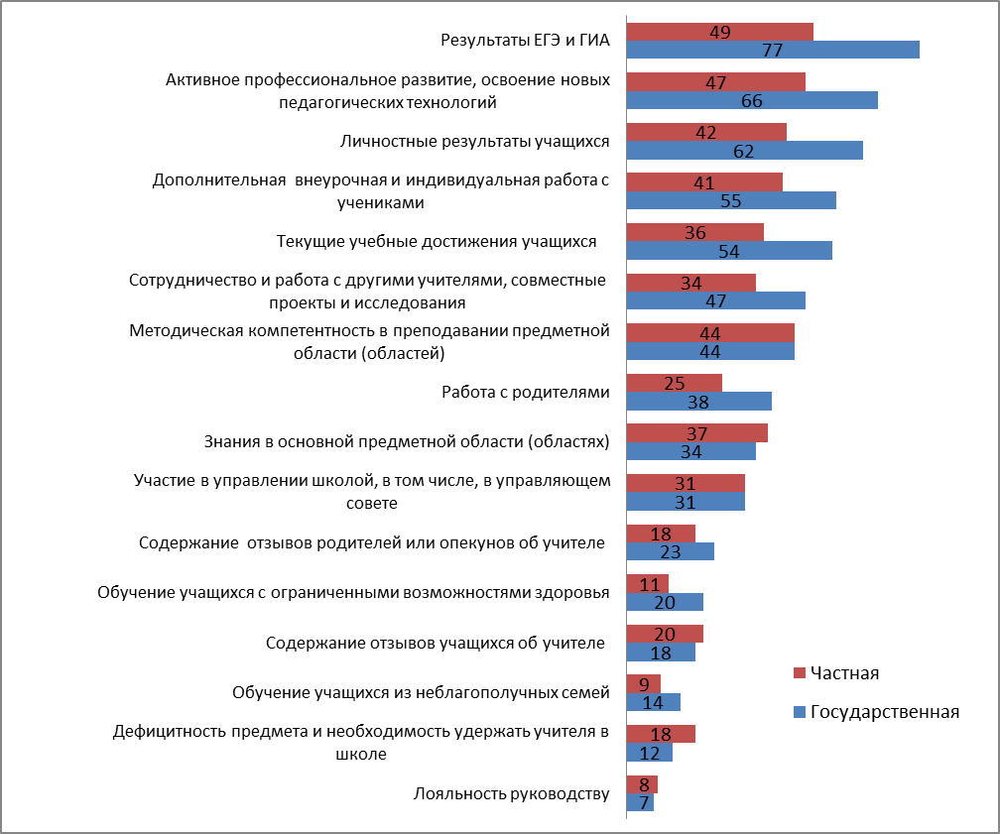 Результаты ЕГЭ и ГИА
49
77
Активное профессиональное развитие, освоение новых
педагогических технологий
47
66
Личностные результаты учащихся
42
62
Дополнительная внеурочная и индивидуальная работа с
учениками
41
55
Текущие учебные достижения учащихся
36
54
Сотрудничество и работа с другими учителями, совместные
проекты и исследования
34
47
Методическая компетентность в преподавании предметной
области (областей)
44
44
Работа с родителями
25
38
Знания в основной предметной области (областях)
37
34
Участие в управлении школой, в том числе, в управляющем
совете
31
31
Содержание отзывов родителей или опекунов об учителе
18
23
Обучение учащихся с ограниченными возможностями здоровья
11
20
Содержание отзывов учащихся об учителе
20
18
Обучение учащихся из неблагополучных семей
9
14
Дефицитность предмета и необходимость удержать учителя в
школе
18
12
Лояльность руководству
8
7
Частная
Государственная